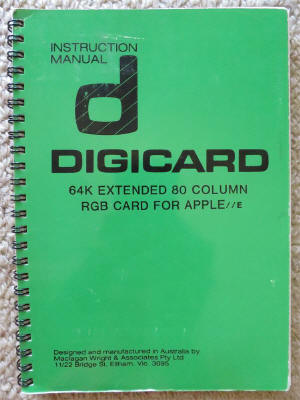 INSTRUCTION
MANUAL
d
DIGICARD
64K EXTENDED 80 COLUMN
RGB CARD FOR APPLE//E
Designed and manufactured in Australia by
Maclagan Wright & Associates Pty Ltd
11/22 Bridge St, Eltham, Vic. 3095